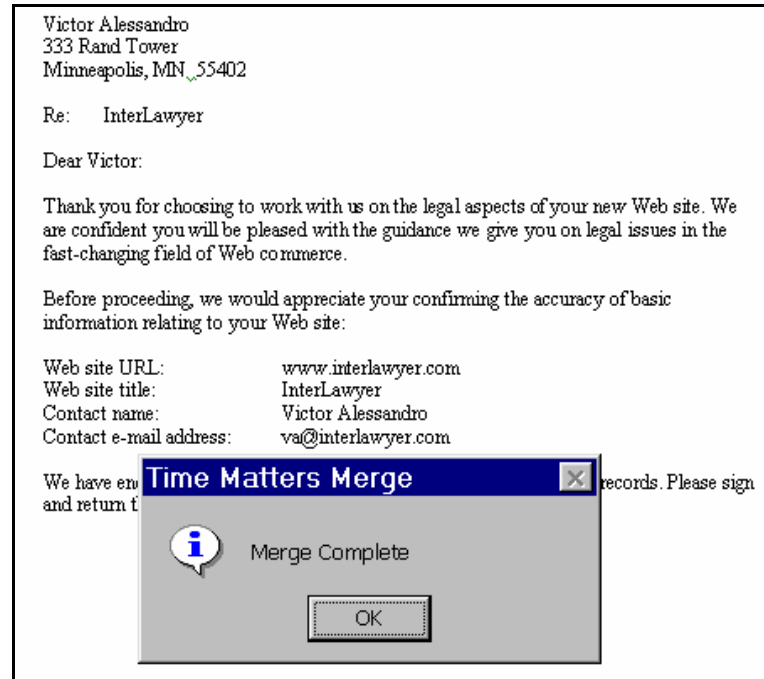 Victor Alessandro
333 Rand Tower
Minneapolis, MN 55402
Re: InterLawyer
Dear Victor:
Thank you for choosing to work with us on the legal aspects of your new Web site. We
are confident you will be pleased with the guidance we give you on legal issues in the
fast-changing field of Web commerce.
Before proceeding, we would appreciate your confirming the accuracy of basic
information relating to your Web site:
Web site URL: www.interlawyer.com
Web site title: InterLawyer
Contact name: Victor Alessandro
Contact e-mail address: va@interlawyer.com
We have en records. Please sign
and return t
Time Matters Merge
Merge Complete
OK